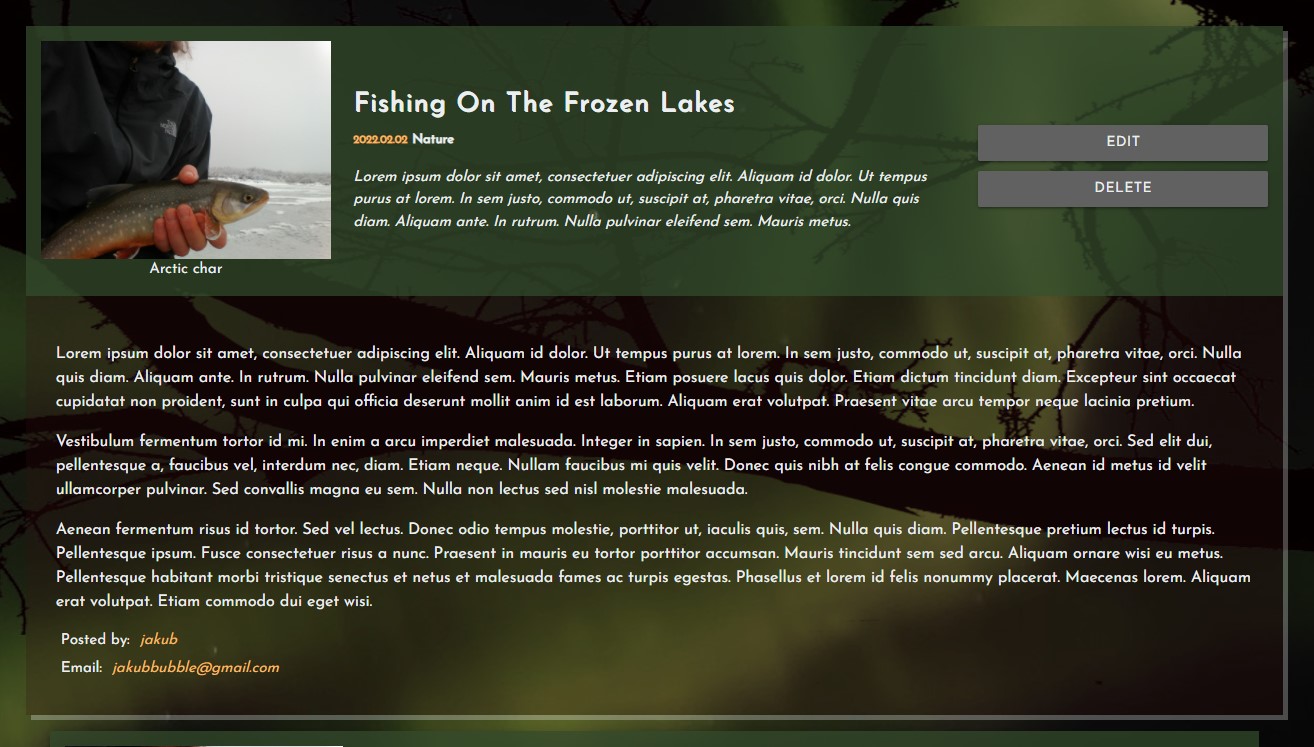 Fishing On The Frozen Lakes
2022.02.02 Nature
Lorem ipsum dolor sit amet, consectetuer adipiscing elit. Aliquam id dolor. Ut tempus
purus at lorem. In sem justo, commodo ut, suscipit at, pharetra vitae, orci. Nulla quis
diam. Aliquam ante. In rutrum. Nulla pulvinar eleifend sem. Mauris metus.
EDIT
DELETE
Arctic char
Lorem ipsum dolor sit amet, consectetuer adipiscing elit. Aliquam id dolor. Ut tempus purus at lorem. In sem justo, commodo ut, suscipit at, pharetra vitae, orci. Nulla
quis diam. Aliquam ante. In rutrum. Nulla pulvinar eleifend sem. Mauris metus. Etiam posuere lacus quis dolor. Etiam dictum tincidunt diam. Excepteur sint occaecat
cupidatat non proident, sunt in culpa qui officia deserunt mollit anim id est laborum. Aliquam erat volutpat. Praesent vitae arcu tempor neque lacinia pretium.
Vestibulum fermentum tortor id mi. In enim a arcu imperdiet malesuada. Integer in sapien. In sem justo, commodo ut, suscipit at, pharetra vitae, orci. Sed elit dui,
pellentesque a, faucibus vel, interdum nec, diam. Etiam neque. Nullam faucibus mi quis velit. Donec quis nibh at felis congue commodo. Aenean id metus id velit
ullamcorper pulvinar. Sed convallis magna eu sem. Nulla non lectus sed nisl molestie malesuada.
Aenean fermentum risus id tortor. Sed vel lectus. Donec odio tempus molestie, porttitor ut, iaculis quis, sem. Nulla quis diam. Pellentesque pretium lectus id turpis.
Pellentesque ipsum. Fusce consectetuer risus a nunc. Praesent in mauris eu tortor porttitor accumsan. Mauris tincidunt sem sed arcu. Aliquam ornare wisi eu metus.
Pellentesque habitant morbi tristique senectus et netus et malesuada fames ac turpis egestas. Phasellus et lorem id felis nonummy placerat. Maecenas lorem. Aliquam
erat volutpat. Etiam commodo dui eget wisi.
Posted by: jakub
Email: jakubbubble@gmail.com